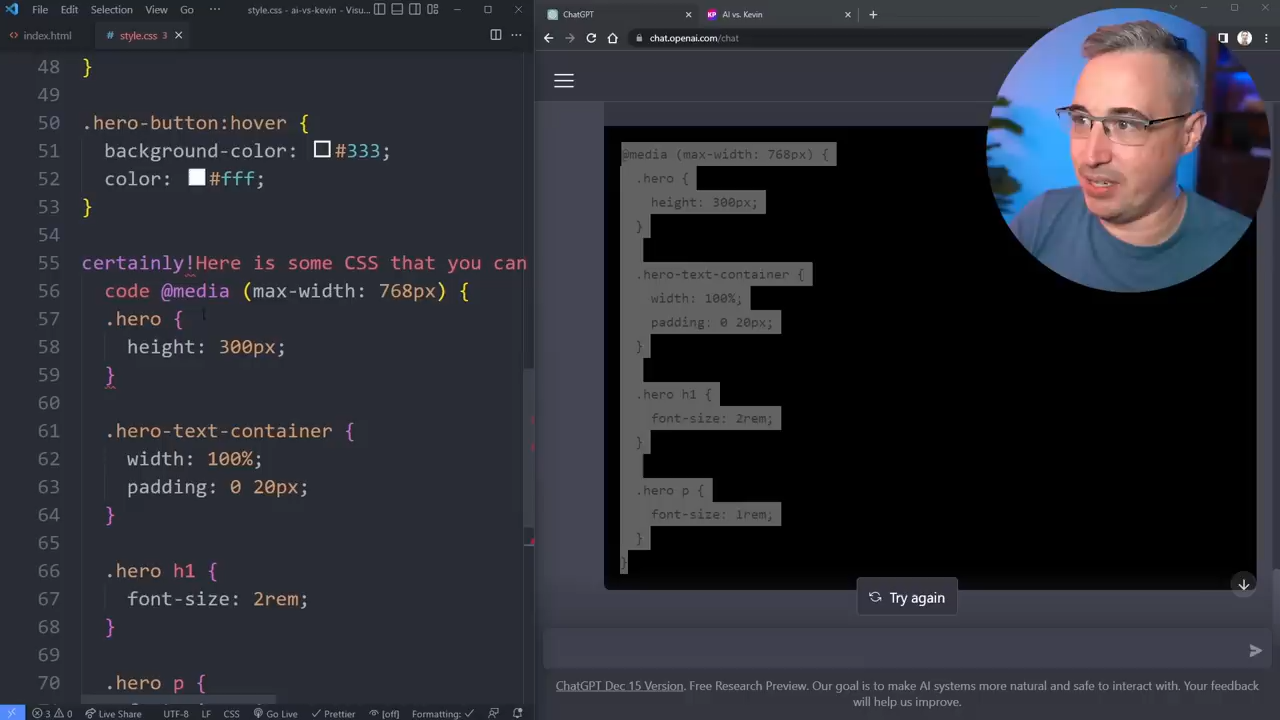 File Edit Selection View Go ··· style.css - ai-vs-kevin - Visu...
index.html
# style.css 3
48 }
49
50 .hero-button:hover {
51 background-color: #333;
52 color: #fff;
53 }
54
55 certainly!Here is some CSS that you can
56 code @media (max-width: 768px) {
57 .hero {
58 height: 300px;
59 }
60
61 .hero-text-container {
62 width: 100%;
63 padding: 0 20px;
64 }
65
66 .hero h1 {
67 font-size: 2rem;
68 }
69
70 .hero p {
3 0 Live Share UTF-8 LF CSS Go Live Prettier [off] Formatting:
ChatGPT
KP AI vs. Kevin
chat.openai.com/chat
@media (max-width: 768px) {
.hero {
height: 300px;
}
.hero-text-container {
width: 100%;
padding: 0 20px;
}
.hero h1 {
font-size: 2rem;
}
.hero p {
font-size: 1rem;
}
}
Try again
ChatGPT Dec 15 Version. Free Research Preview. Our goal is to make AI systems more natural and safe to interact with. Your feedback
will help us improve.